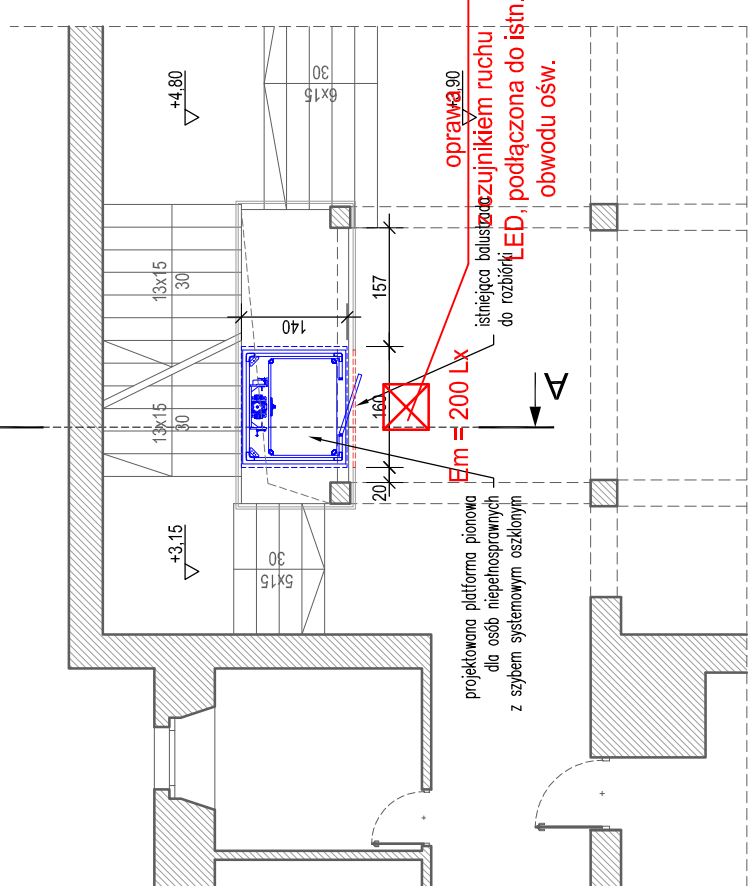 +4,80
30
6x15
oprawa
z czujnikiem ruchu
LED, podłączona do istn.
obwodu ośw.
istniejąca balustrada
do rozbiórki
13x15
30
157
140
160
Em = 200 Lx
A
13x15
30
20
+3,15
30
5x15
projektowana platforma pionowa
dla osób niepełnosprawnych
z szybem systemowym oszklonym